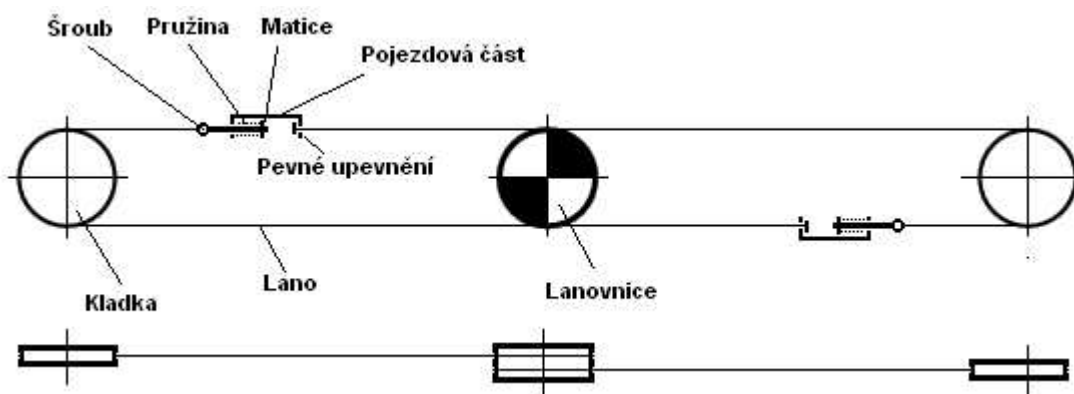 Šroub
Pružina
Matice
Pojezdová část
Pevné upevnění
Kladka
Lano
Lanovnice